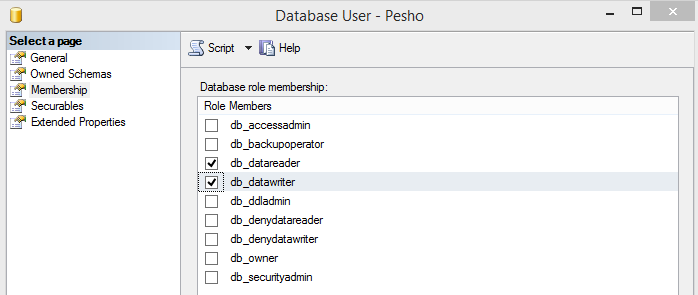 Database User - Pesho
Select a page
General
Owned Schemas
Membership
Securables
Extended Properties
Script
Help
Database role membership:
Role Members
db_accessadmin
db_backupoperator
db_datareader
db_datawriter
db_ddladmin
db_denydatareader
db_denydatawriter
db_owner
db_securityadmin